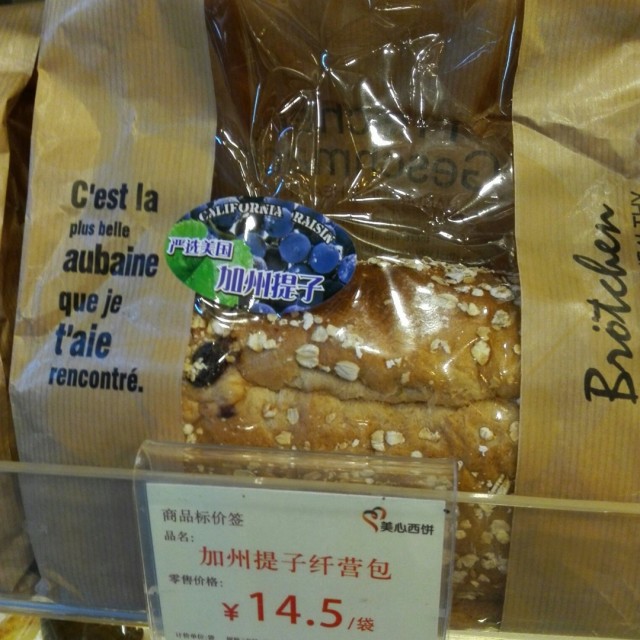 C'est la
plus belle
aubaine
que je
t'aie
rencontré.
CALIFORNIA RAISIN
严选美国
加州提子
Brötchen
商品标价签
美心西饼
品名:
加州提子纤营包
零售价格:
¥14.5/袋